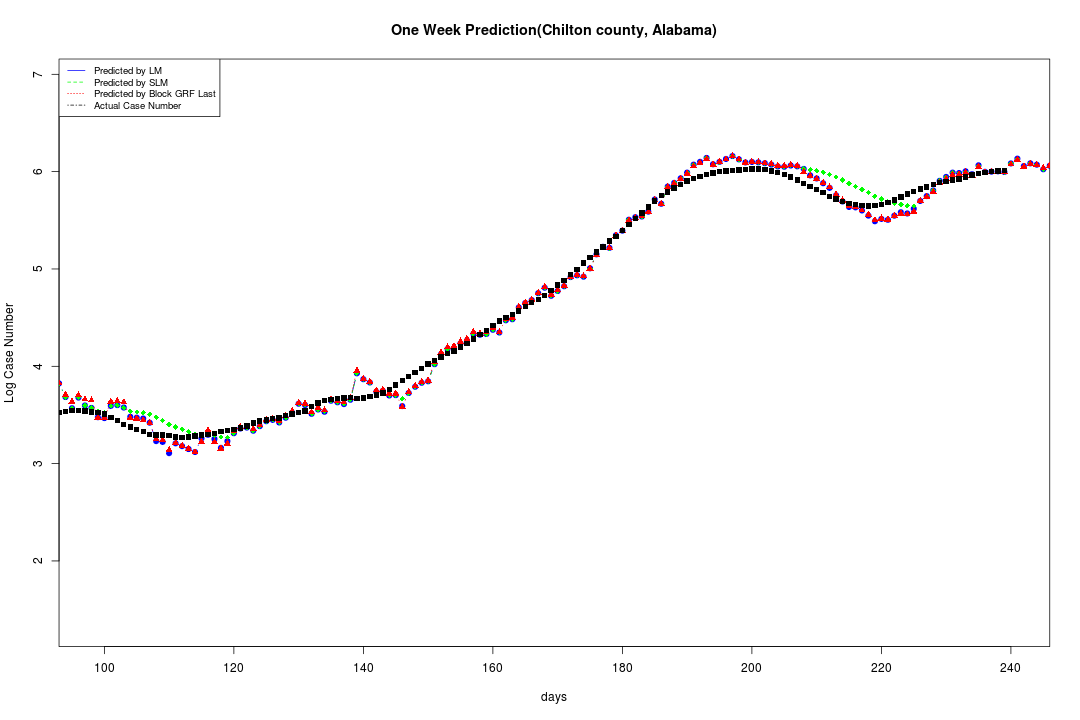 One Week Prediction(Chilton county, Alabama)
Predicted by LM
Predicted by SLM
Predicted by Block GRF Last
Actual Case Number
7
6
5
4
3
2
Log Case Number
100 120 140 160 180 200 220 240
days